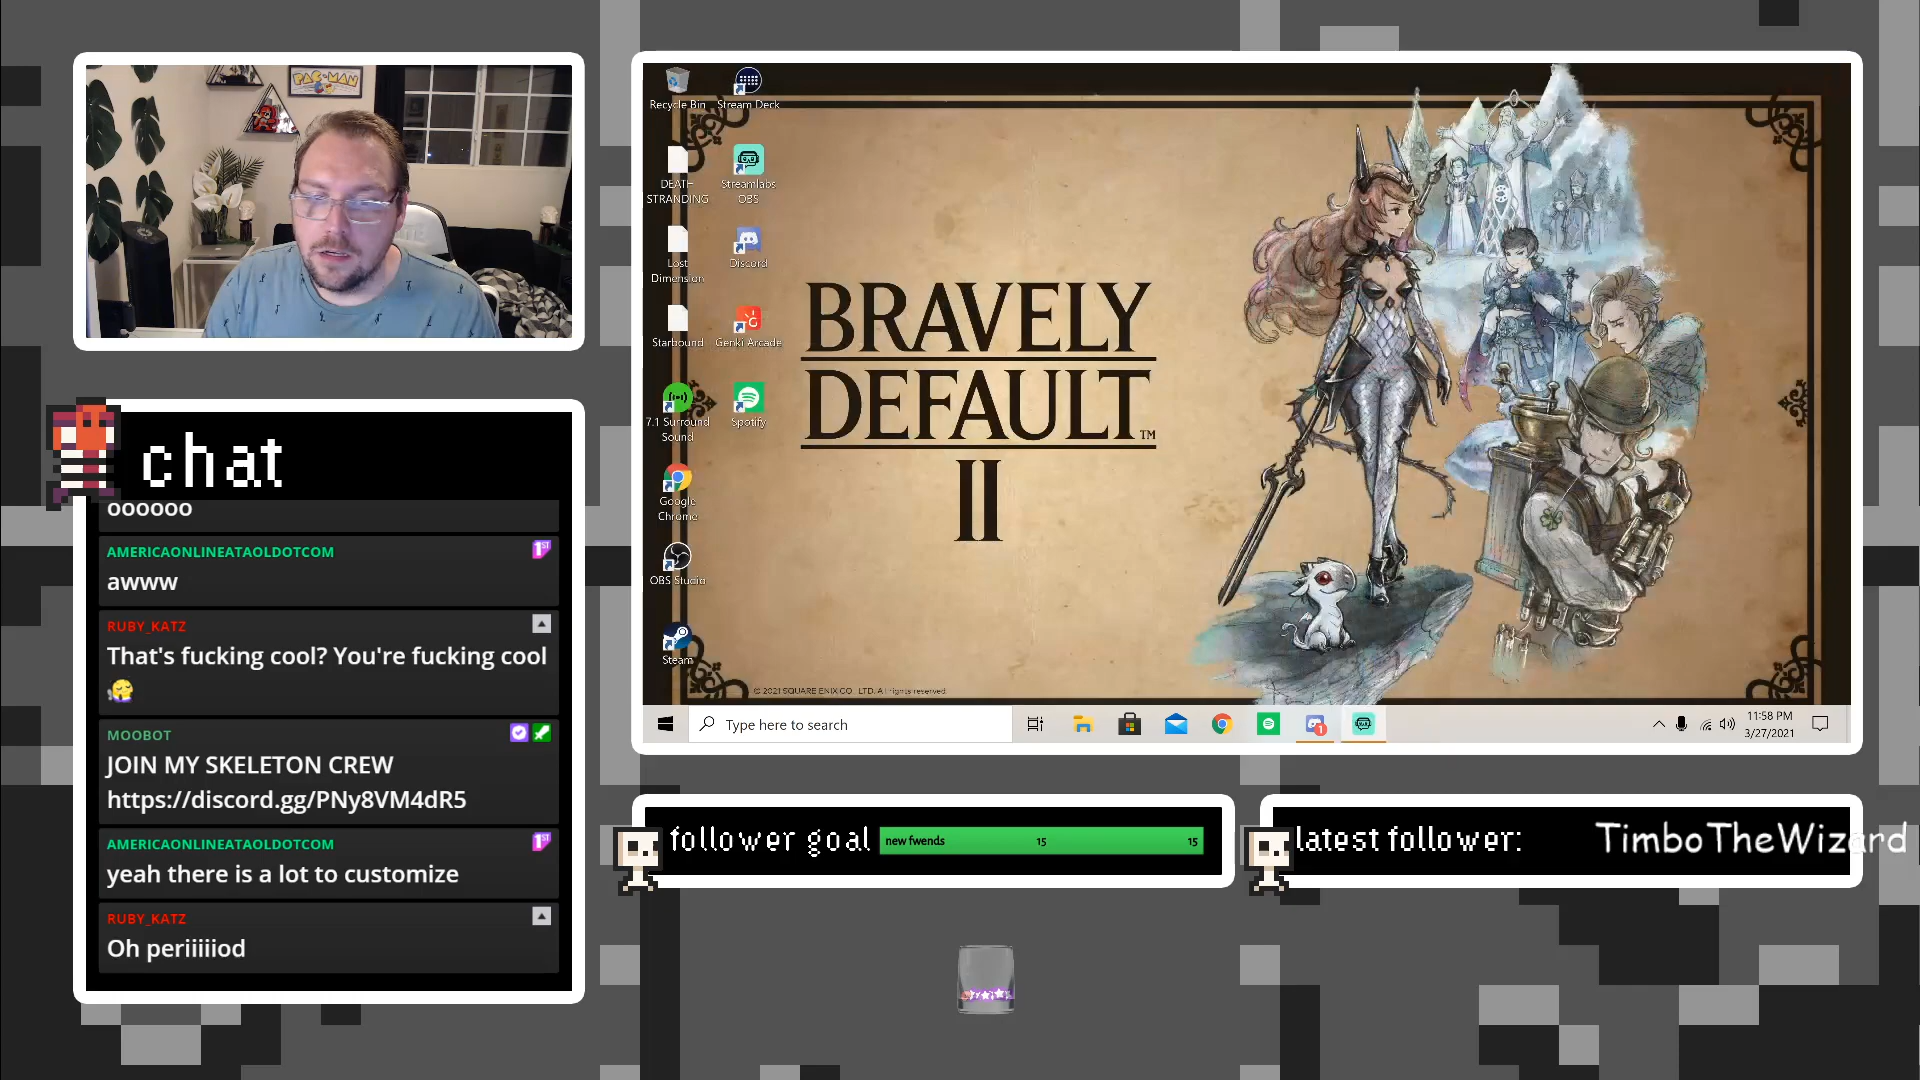 PAC-MAN
chat
oooooo
AMERICAONLINEATAOLDOTCOM
awww
RUBY_KATZ
That's fucking cool? You're fucking cool
MOOBOT
JOIN MY SKELETON CREW
https://discord.gg/PNy8VM4dR5
AMERICAONLINEATAOLDOTCOM
yeah there is a lot to customize
RUBY_KATZ
Oh periiiiiod
Recycle Bin
Stream Deck
DEATH
STRANDING
Streamlabs
OBS
Lost
Dimension
Discord
Starbound
Genki Arcade
7.1 Surround
Sound
Spotify
Google
Chrome
OBS Studio
Steam
BRAVELY
DEFAULT™
II
© 2021 SQUARE ENIX CO., LTD. All rights reserved.
Type here to search
1
11:58 PM
3/27/2021
follower goal
new fwends 15 15
latest follower: TimboTheWizard